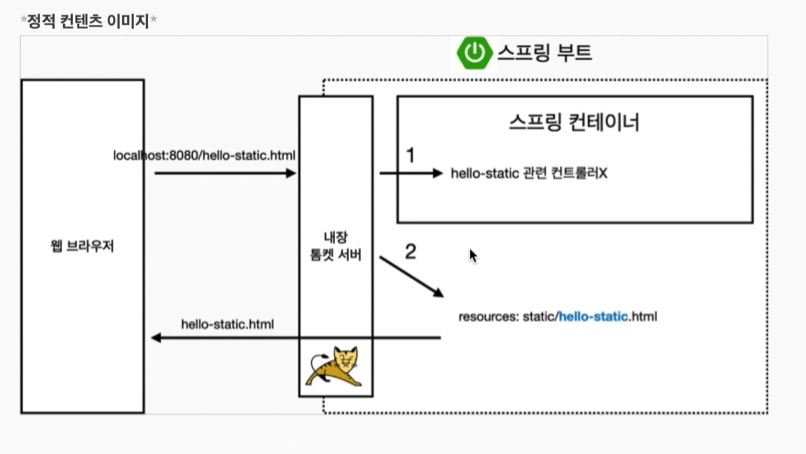 *정적 컨텐츠 이미지*
스프링 부트
스프링 컨테이너
localhost:8080/hello-static.html
1
hello-static 관련 컨트롤러X
웹 브라우저
내장
톰켓 서버
2
resources: static/hello-static.html
hello-static.html